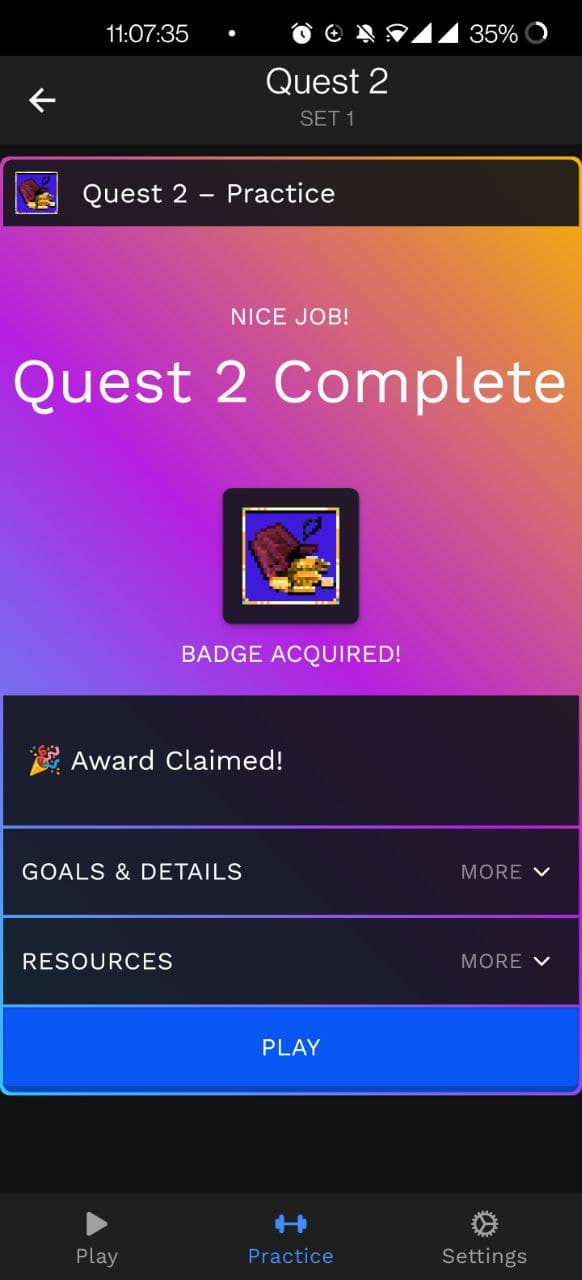 11:07:35
35%
Quest 2
SET 1
Quest 2 – Practice
NICE JOB!
Quest 2 Complete
BADGE ACQUIRED!
Award Claimed!
GOALS & DETAILS MORE
RESOURCES MORE
PLAY
Play Practice Settings